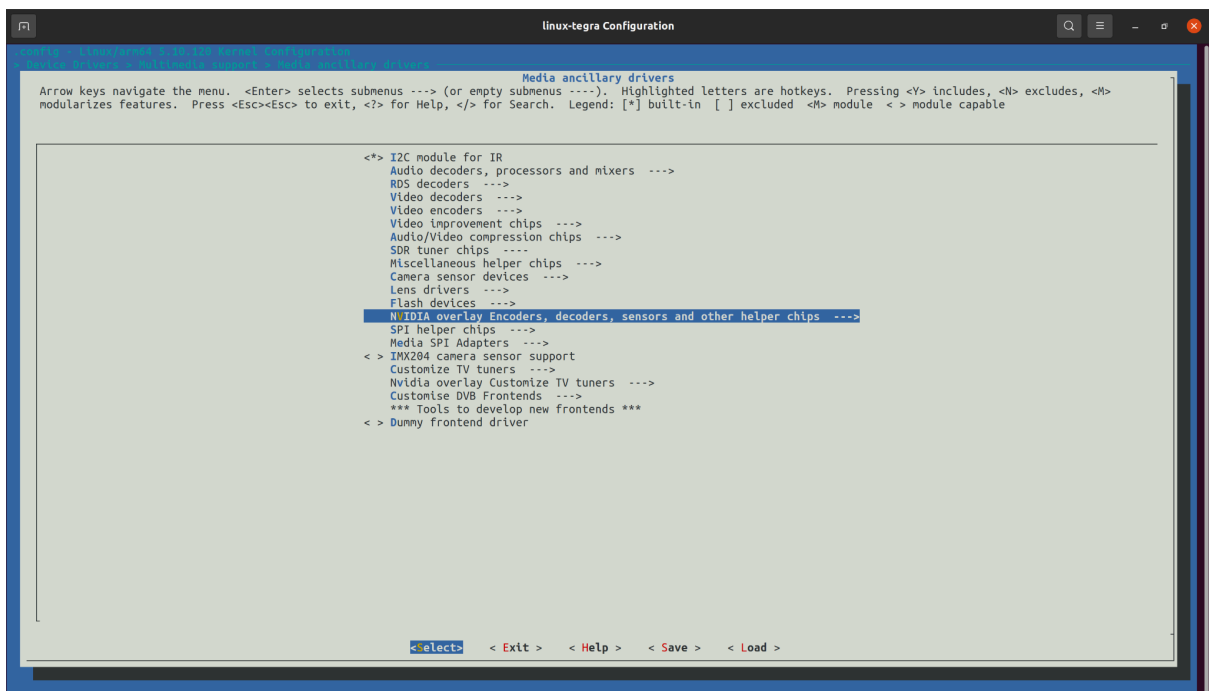 linux-tegra Configuration
.config - Linux/arm64 5.10.120 Kernel Configuration
> Device Drivers > Multimedia support > Media ancillary drivers
Media ancillary drivers
Arrow keys navigate the menu.  <Enter> selects submenus ---> (or empty submenus ----).  Highlighted letters are hotkeys.  Pressing <Y> includes, <N> excludes, <M>
modularizes features.  Press <Esc><Esc> to exit, <?> for Help, </> for Search.  Legend: [*] built-in  [ ] excluded  <M> module  < > module capable
<*> I2C module for IR
Audio decoders, processors and mixers  --->
RDS decoders  --->
Video decoders  --->
Video encoders  --->
Video improvement chips  --->
Audio/Video compression chips  --->
SDR tuner chips  ----
Miscellaneous helper chips  --->
Camera sensor devices  --->
Lens drivers  --->
Flash devices  --->
NVIDIA overlay Encoders, decoders, sensors and other helper chips  --->
SPI helper chips  --->
Media SPI Adapters  --->
< > IMX204 camera sensor support
Customize TV tuners  --->
Nvidia overlay Customize TV tuners  --->
Customise DVB Frontends  --->
*** Tools to develop new frontends ***
< > Dummy frontend driver
<Select>    < Exit >    < Help >    < Save >    < Load >